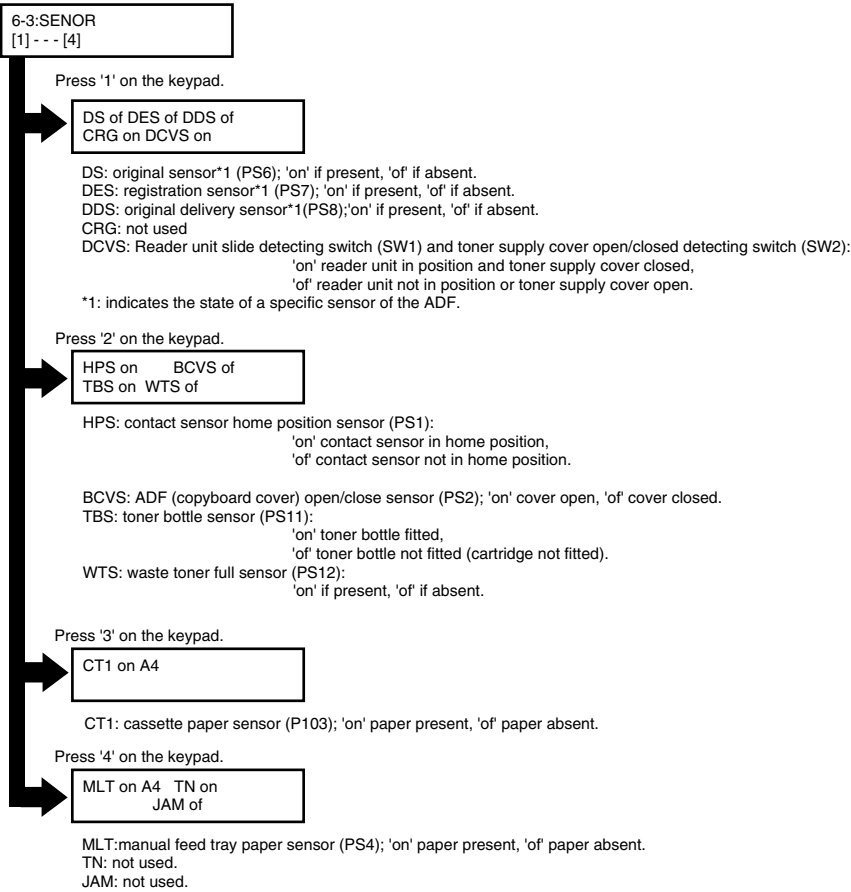 6-3:SENOR
[1] - - - [4]
Press '1' on the keypad.
DS of DES of DDS of
CRG on DCVS on
DS: original sensor*1 (PS6); 'on' if present, 'of' if absent.
DES: registration sensor*1 (PS7); 'on' if present, 'of' if absent.
DDS: original delivery sensor*1(PS8);'on' if present, 'of' if absent.
CRG: not used
DCVS: Reader unit slide detecting switch (SW1) and toner supply cover open/closed detecting switch (SW2):
'on' reader unit in position and toner supply cover closed,
'of' reader unit not in position or toner supply cover open.
*1: indicates the state of a specific sensor of the ADF.
Press '2' on the keypad.
HPS on BCVS of
TBS on WTS of
HPS: contact sensor home position sensor (PS1):
'on' contact sensor in home position,
'of' contact sensor not in home position.
BCVS: ADF (copyboard cover) open/close sensor (PS2); 'on' cover open, 'of' cover closed.
TBS: toner bottle sensor (PS11):
'on' toner bottle fitted,
'of' toner bottle not fitted (cartridge not fitted).
WTS: waste toner full sensor (PS12):
'on' if present, 'of' if absent.
Press '3' on the keypad.
CT1 on A4
CT1: cassette paper sensor (P103); 'on' paper present, 'of' paper absent.
Press '4' on the keypad.
MLT on A4 TN on
JAM of
MLT:manual feed tray paper sensor (PS4); 'on' paper present, 'of' paper absent.
TN: not used.
JAM: not used.